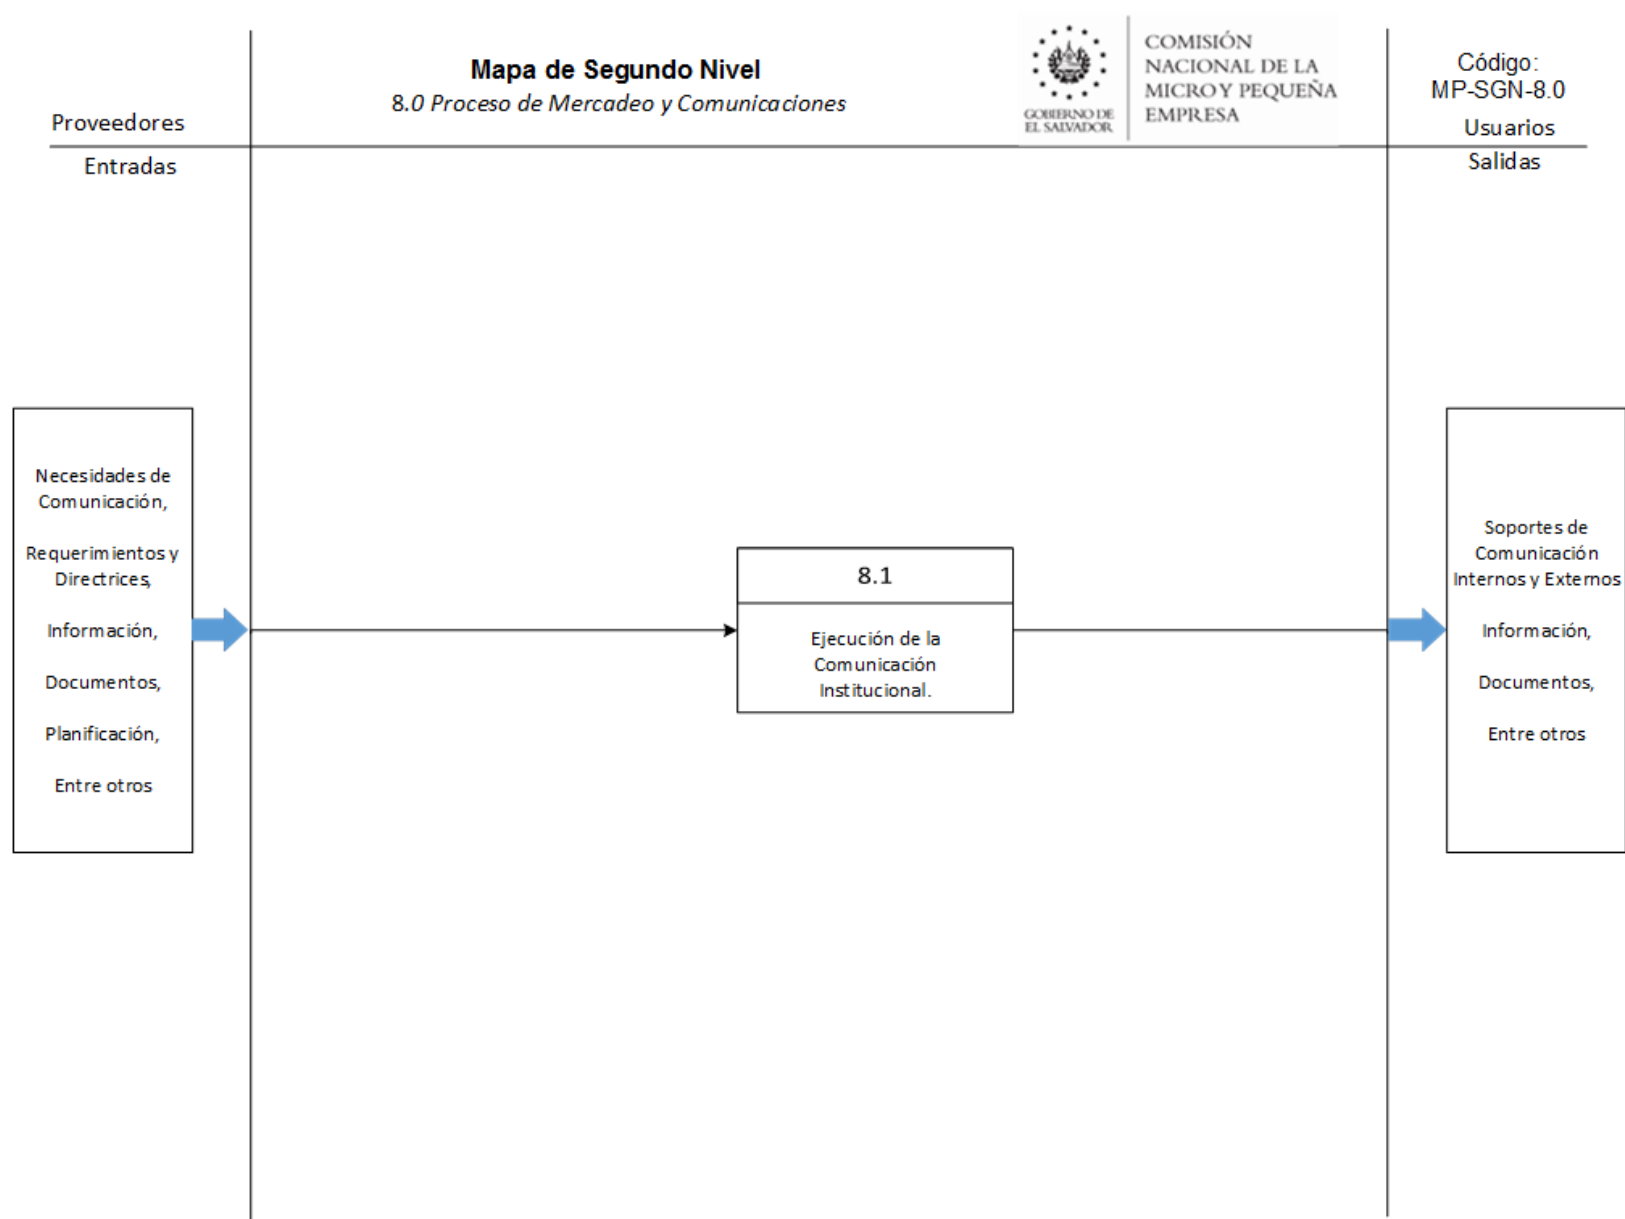 Mapa de Segundo Nivel
8.0 Proceso de Mercadeo y Comunicaciones
GOBIERNO DE
EL SALVADOR
COMISIÓN
NACIONAL DE LA
MICRO Y PEQUEÑA
EMPRESA
Código:
MP-SGN-8.0
Proveedores
Usuarios
Entradas
Salidas
Necesidades de
Comunicación,
Requerimientos y
Directrices,
Información,
Documentos,
Planificación,
Entre otros
8.1
Ejecución de la
Comunicación
Institucional.
Soportes de
Comunicación
Internos y Externos
Información,
Documentos,
Entre otros